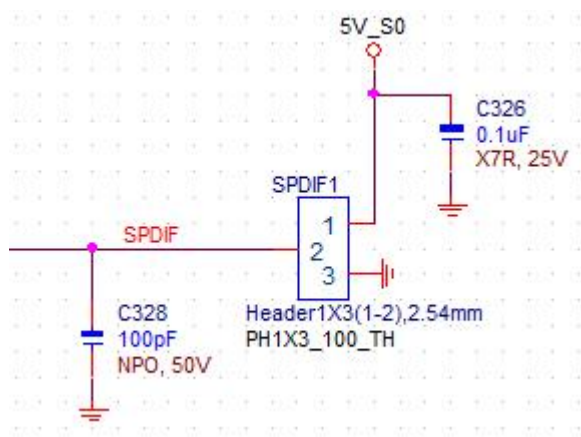 5V_S0
C326
0.1uF
X7R, 25V
SPDIF1
1
SPDIF
2
3
C328
100pF
NPO, 50V
Header1X3(1-2),2.54mm
PH1X3_100_TH